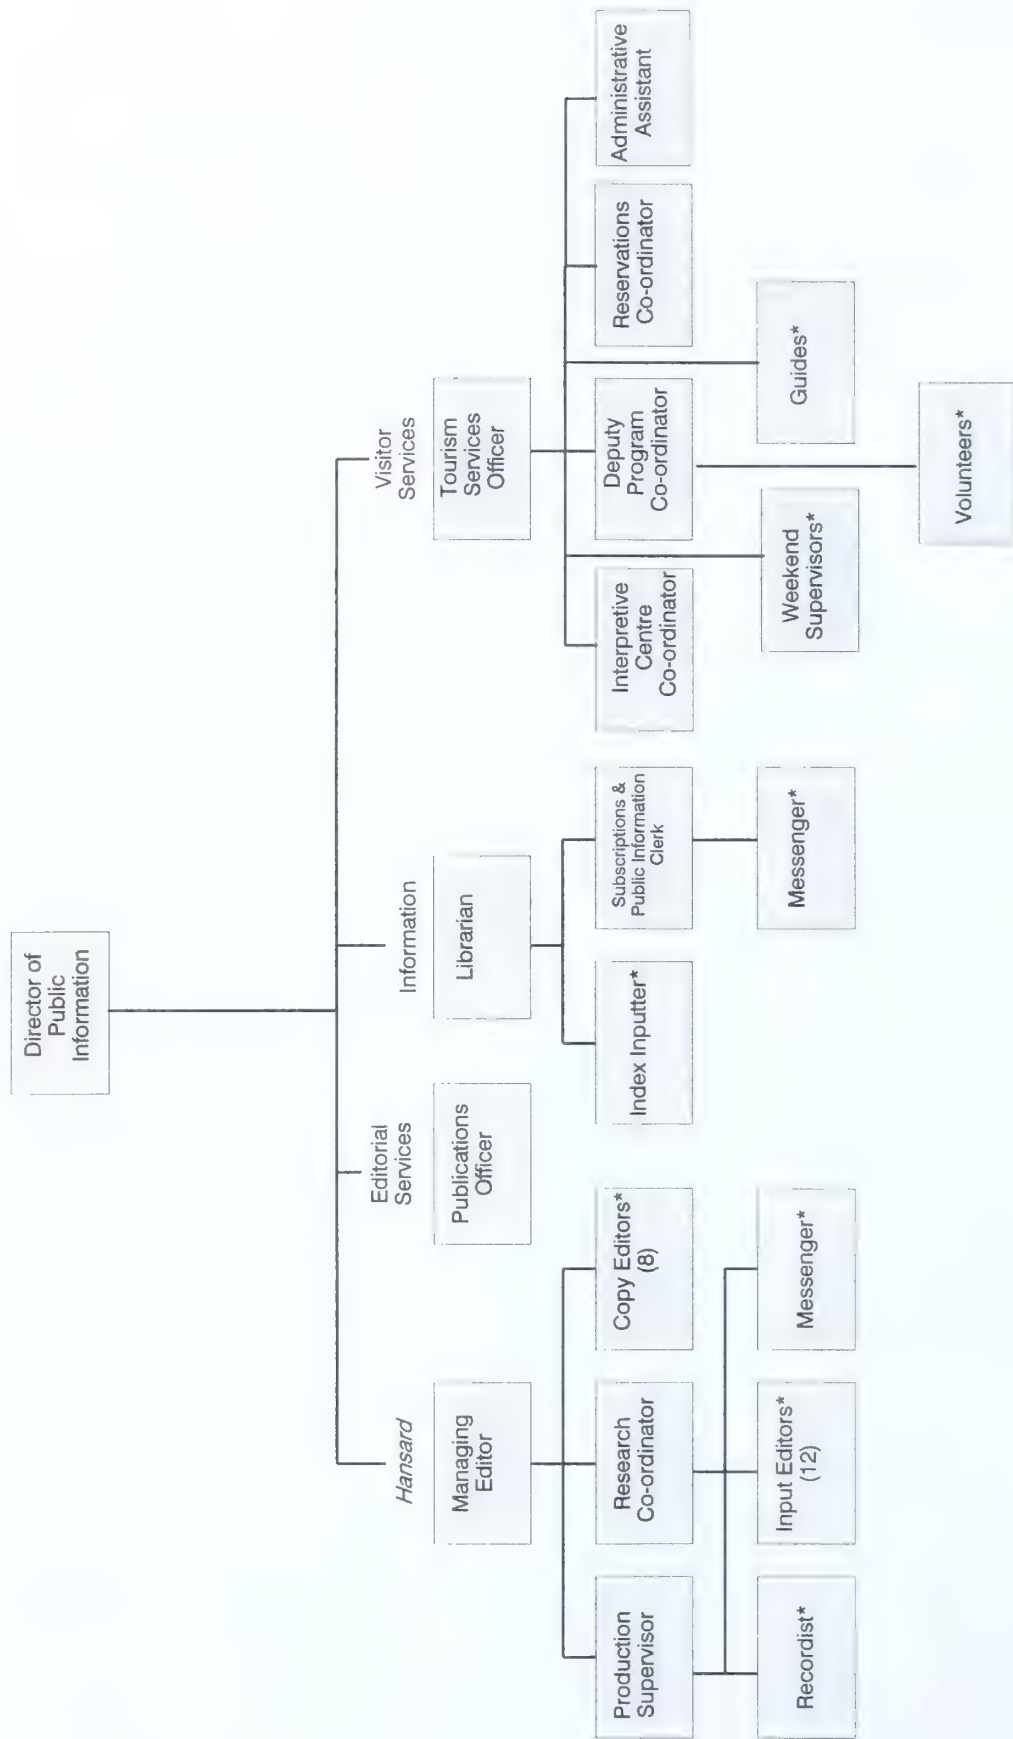 Director of
Public
Information
Hansard
Managing
Editor
Production
Supervisor
Research
Co-ordinator
Copy Editors*
(8)
Recordist*
Input Editors*
(12)
Messenger*
Editorial
Services
Publications
Officer
Information
Librarian
Index Inputter*
Subscriptions &
Public Information
Clerk
Messenger*
Visitor
Services
Tourism
Services
Officer
Interpretive
Centre
Co-ordinator
Deputy
Program
Co-ordinator
Reservations
Co-ordinator
Administrative
Assistant
Weekend
Supervisors*
Guides*
Volunteers*